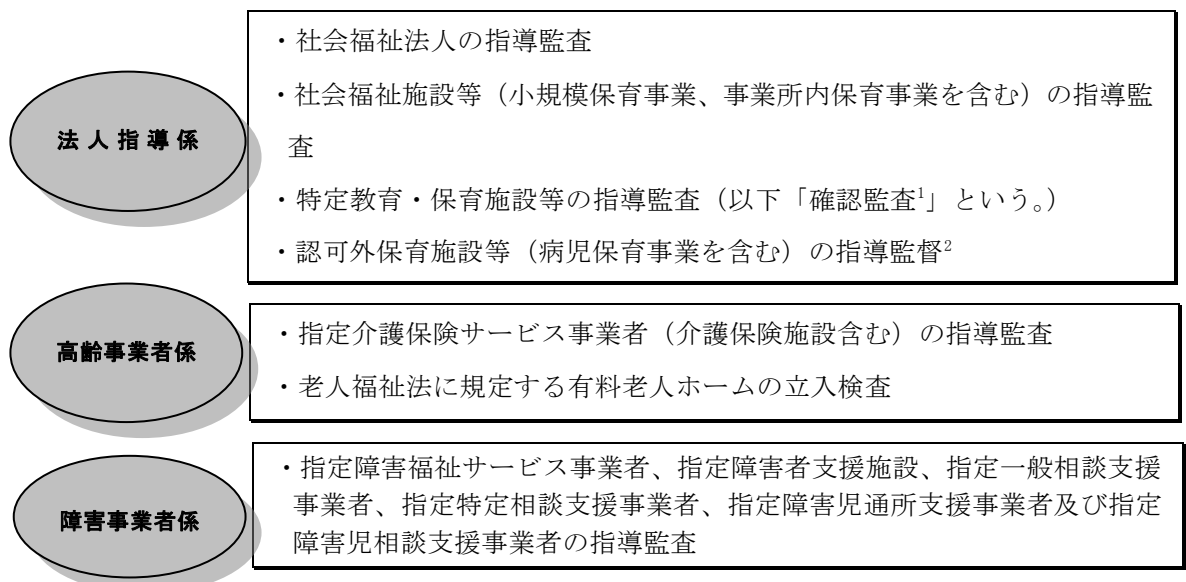 法人指導係
・社会福祉法人の指導監査
・社会福祉施設等（小規模保育事業、事業所内保育事業を含む）の指導監
査
・特定教育・保育施設等の指導監査（以下「確認監査1」という。）
・認可外保育施設等（病児保育事業を含む）の指導監督2
高齢事業者係
・指定介護保険サービス事業者（介護保険施設含む）の指導監査
・老人福祉法に規定する有料老人ホームの立入検査
障害事業者係
・指定障害福祉サービス事業者、指定障害者支援施設、指定一般相談支援
事業者、指定特定相談支援事業者、指定障害児通所支援事業者及び指定
障害児相談支援事業者の指導監査